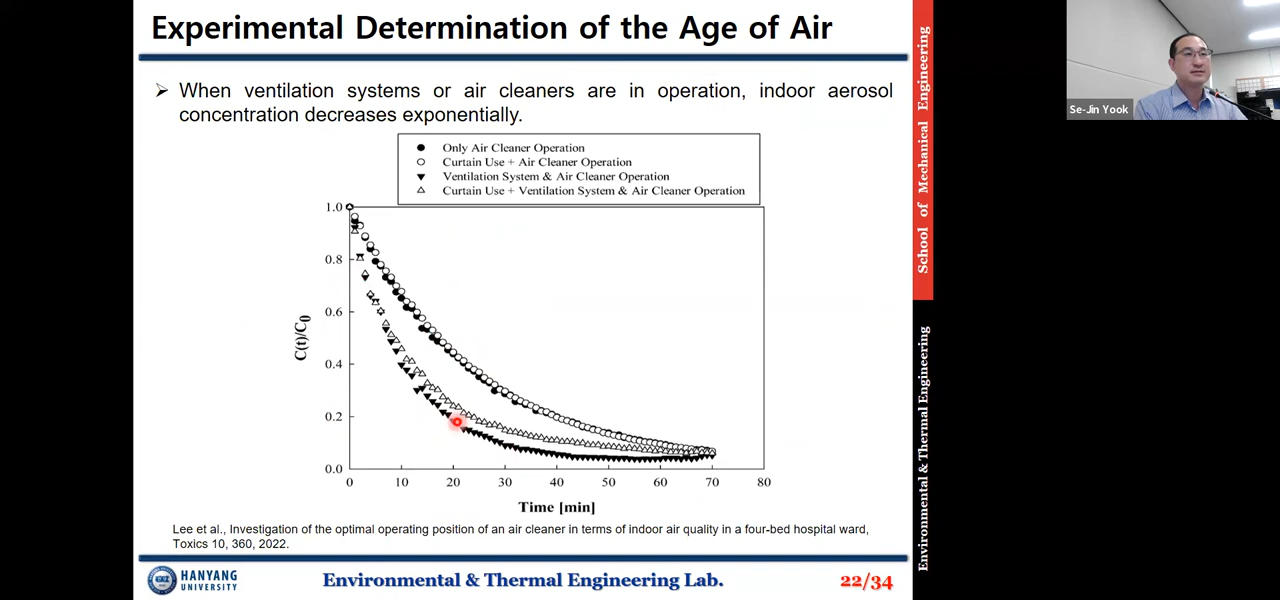 Experimental Determination of the Age of Air
➢ When ventilation systems or air cleaners are in operation, indoor aerosol
concentration decreases exponentially.
Only Air Cleaner Operation
Curtain Use + Air Cleaner Operation
Ventilation System & Air Cleaner Operation
Curtain Use + Ventilation System & Air Cleaner Operation
1.0
0.8
0.6
0.4
0.2
0.0
C(t)/C0
0 10 20 30 40 50 60 70 80
Time [min]
Lee et al., Investigation of the optimal operating position of an air cleaner in terms of indoor air quality in a four-bed hospital ward,
Toxics 10, 360, 2022.
HANYANG
UNIVERSITY
Environmental & Thermal Engineering Lab.
22/34
School of Mechanical Engineering
Environmental & Thermal Engineering
Se-Jin Yook